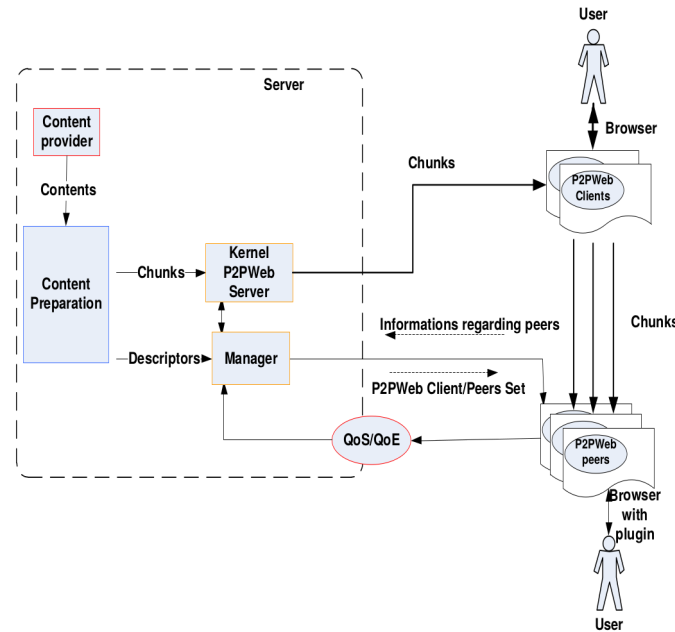 User
Server
Content
provider
Browser
Chunks
P2PWeb
Clients
Contents
Kernel
P2PWeb
Server
Chunks
Content
Preparation
Informations regarding peers
Chunks
Descriptors
Manager
P2PWeb Client/Peers Set
QoS/QoE
P2PWeb
peers
Browser
with
plugin
User